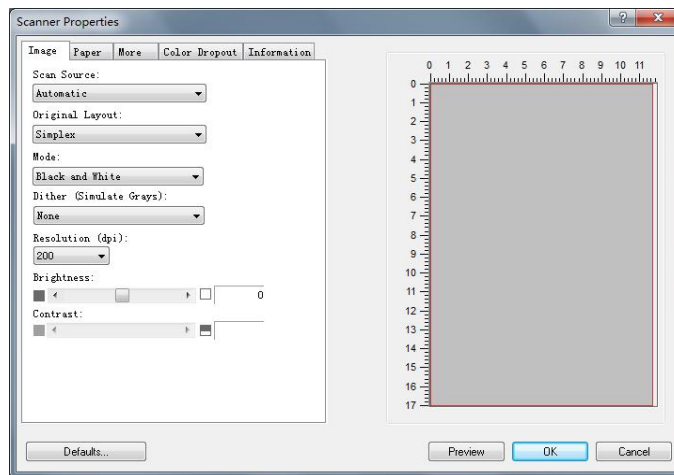 Scanner Properties
Image Paper More Color Dropout Information
Scan Source:
Automatic
Original Layout:
Simplex
Mode:
Black and White
Dither (Simulate Grays):
None
Resolution (dpi):
200
Brightness:
0
Contrast:
0 1 2 3 4 5 6 7 8 9 10 11
0
1
2
3
4
5
6
7
8
9
10
11
12
13
14
15
16
17
Defaults... Preview OK Cancel